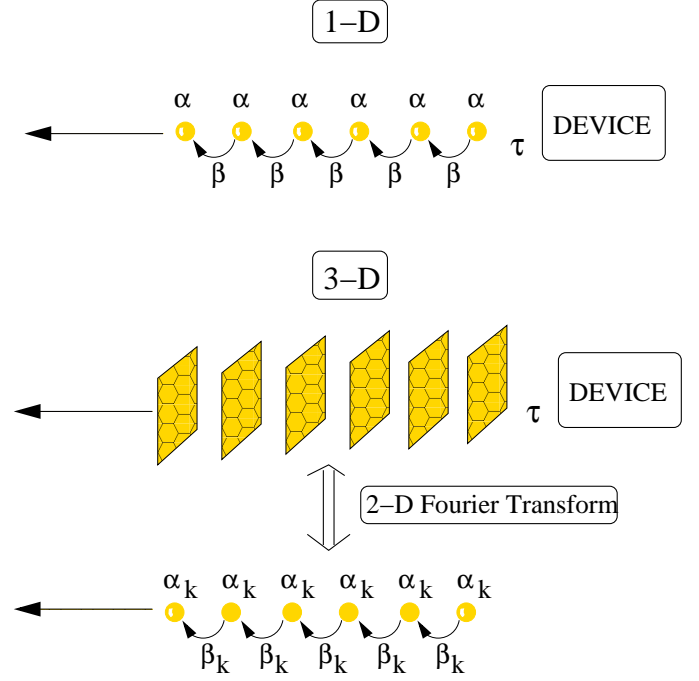 1–D
α α α α α α
τ DEVICE
β β β β β
3–D
τ DEVICE
2–D Fourier Transform
αk αk αk αk αk αk
βk βk βk βk βk